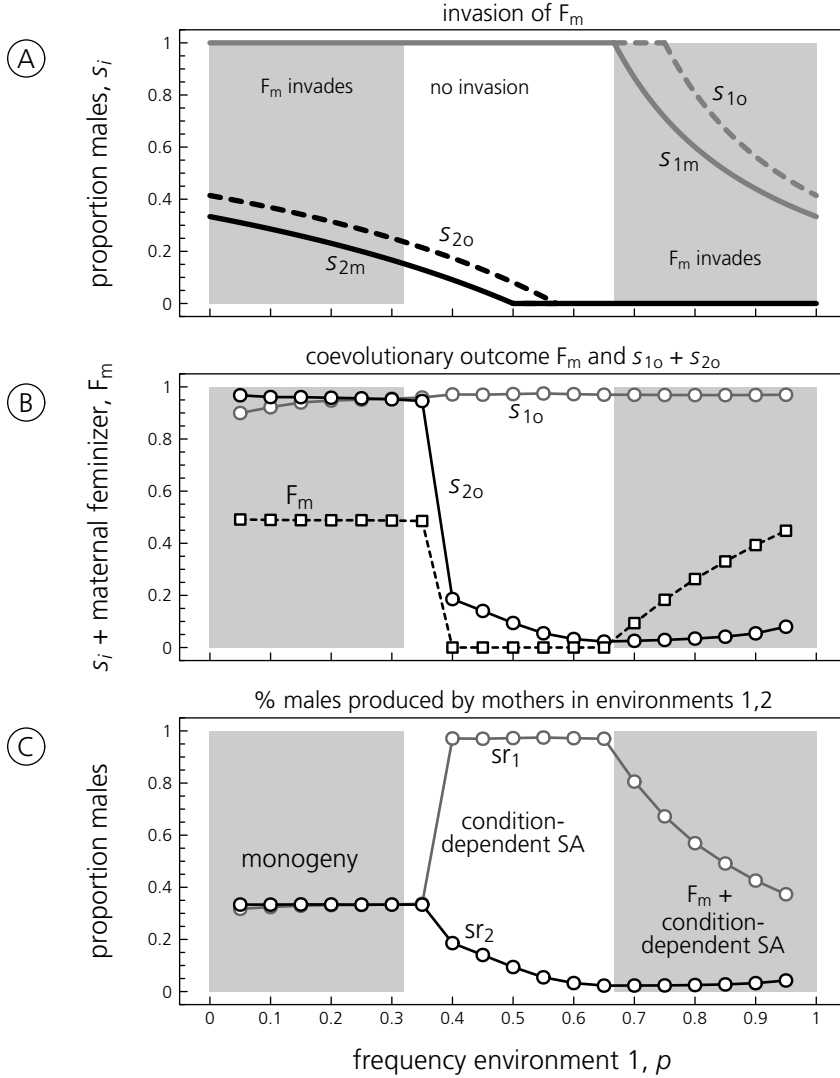 invasion of Fm
A
proportion males, si
1
0.8
0.6
0.4
0.2
0
Fm invades
no invasion
s1o
s1m
s2o
s2m
Fm invades
coevolutionary outcome Fm and s1o + s2o
B
si + maternal feminizer, Fm
1
0.8
0.6
0.4
0.2
0
s1o
Fm
s2o
% males produced by mothers in environments 1,2
C
proportion males
1
0.8
0.6
0.4
0.2
0
sr1
condition-
dependent SA
monogeny
sr2
Fm +
condition-
dependent SA
0 0.1 0.2 0.3 0.4 0.5 0.6 0.7 0.8 0.9 1
frequency environment 1, p